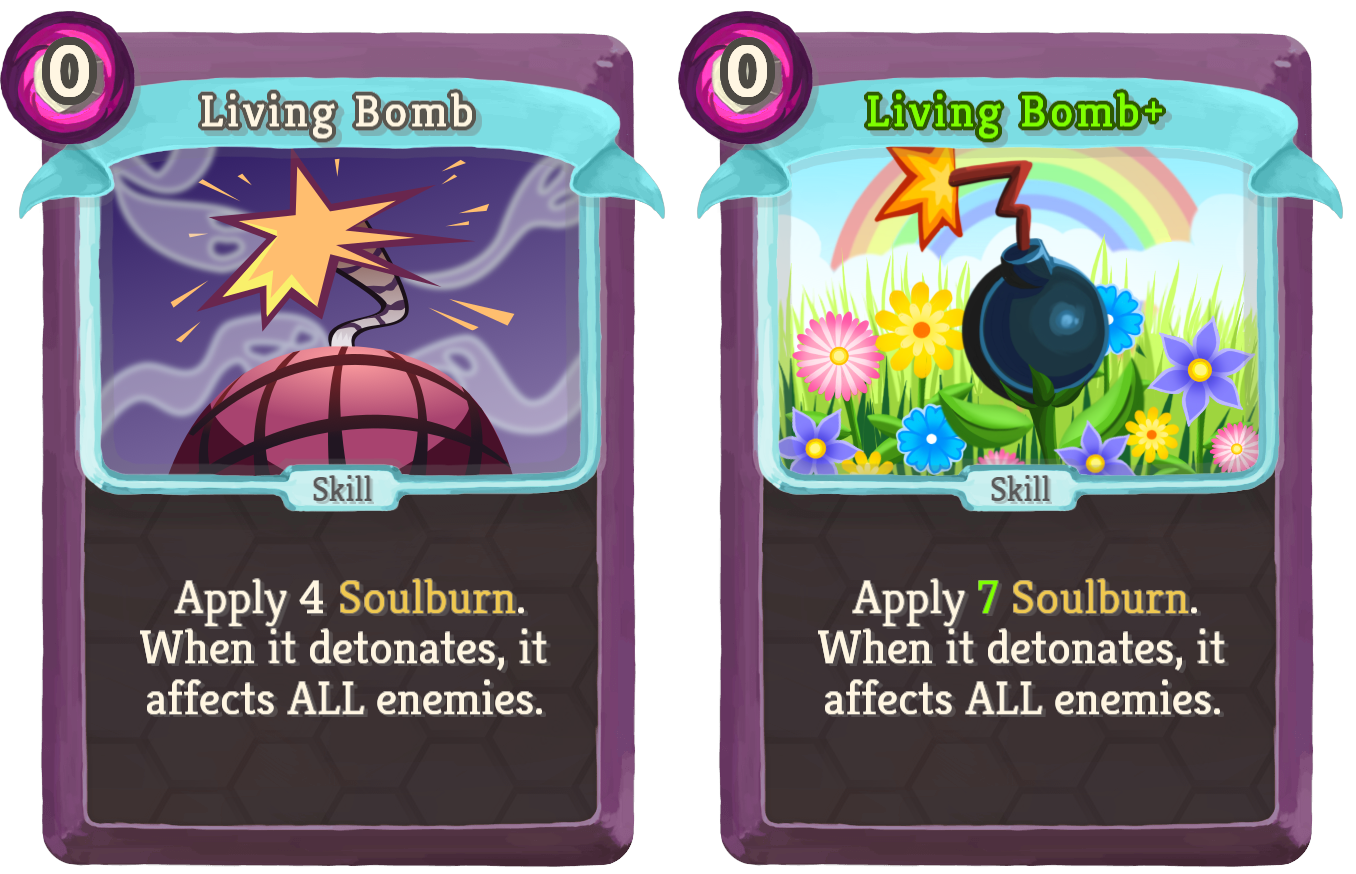 0
Living Bomb
Skill
Apply 4 Soulburn.
When it detonates, it
affects ALL enemies.
0
Living Bomb+
Skill
Apply 7 Soulburn.
When it detonates, it
affects ALL enemies.